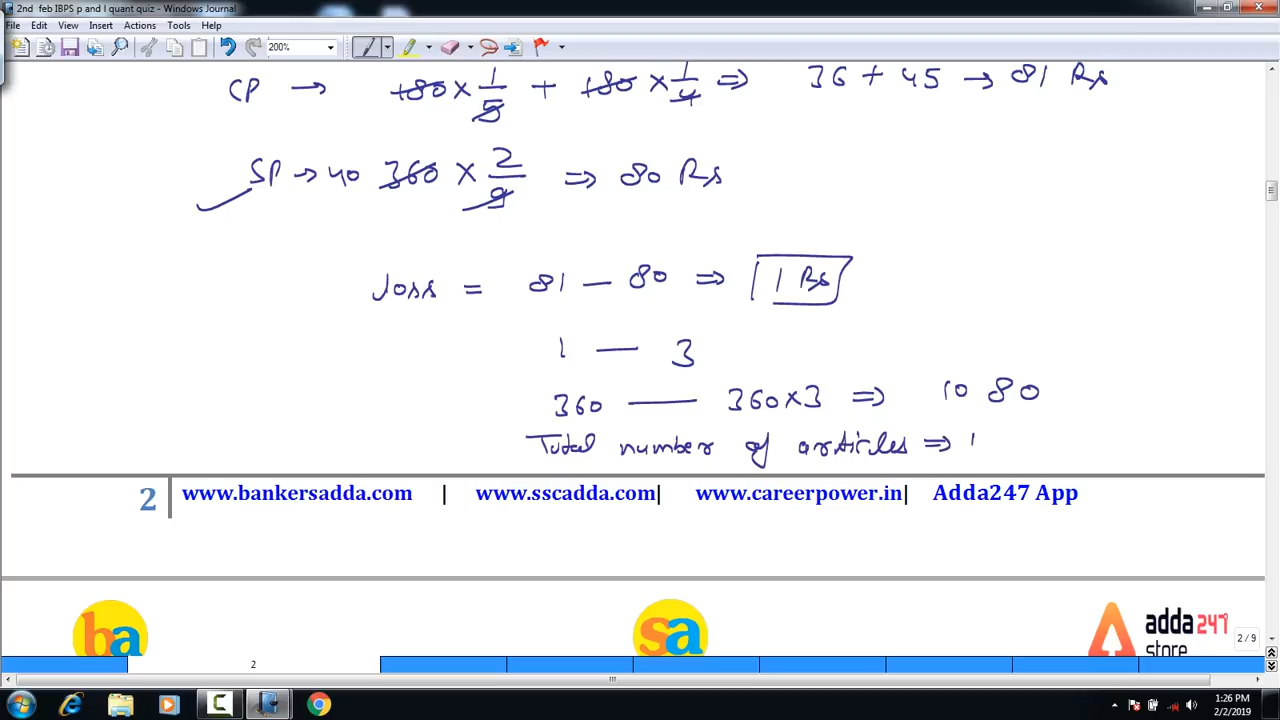 2nd feb IBPS p and l quant quiz - Windows Journal
File Edit View Insert Actions Tools Help
200%
CP → 180 × 1/5 + 180 × 1/4 ⇒ 36 + 45 → 81 Rs
SP → 40 360 × 2/9 ⇒ 80 Rs
loss = 81 — 80 ⇒ 1 Rs
1 — 3
360 — 360×3 ⇒ 1080
Total number of articles ⇒ 1
2 www.bankersadda.com | www.sscadda.com| www.careerpower.in| Adda247 App
ba sa adda247
store
2 / 9
2
1:26 PM
2/2/2019